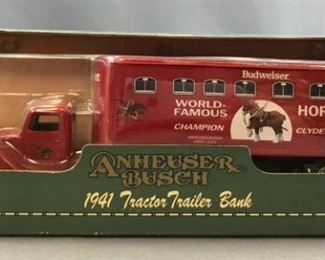 Budweiser
WORLD-
FAMOUS
HOR
CHAMPION
CLYDE
ANHEUSER
BUSCH
1941 Tractor Trailer Bank